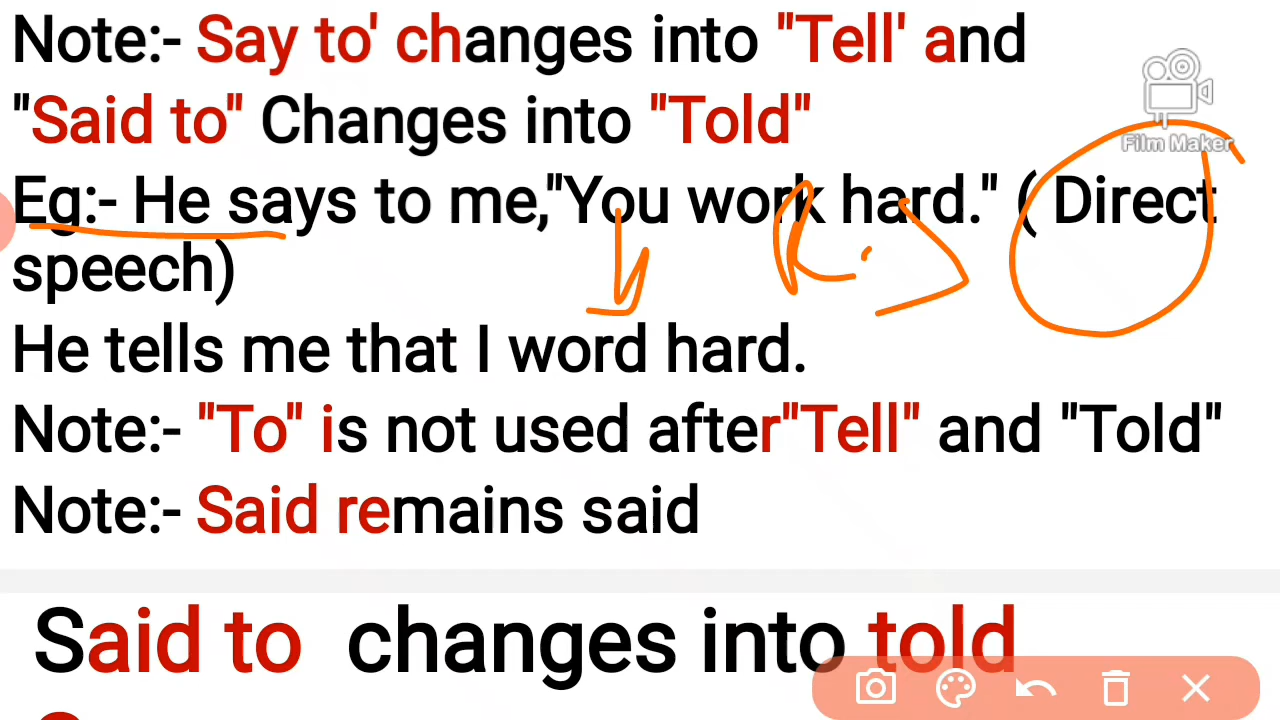 Note:- Say to' changes into "Tell' and
"Said to" Changes into "Told"
Film Maker
Eg:- He says to me,"You work hard." ( Direct
speech)
He tells me that I word hard.
Note:- "To" is not used after"Tell" and "Told"
Note:- Said remains said
Said to changes into told